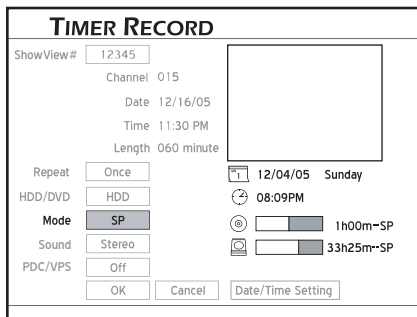 TIMER RECORD
ShowView# 12345
Channel 015
Date 12/16/05
Time 11:30 PM
Length 060 minute
Repeat Once
HDD/DVD HDD
Mode SP
Sound Stereo
PDC/VPS Off
OK Cancel Date/Time Setting
1 12/04/05 Sunday
08:09PM
1h00m-SP
33h25m--SP